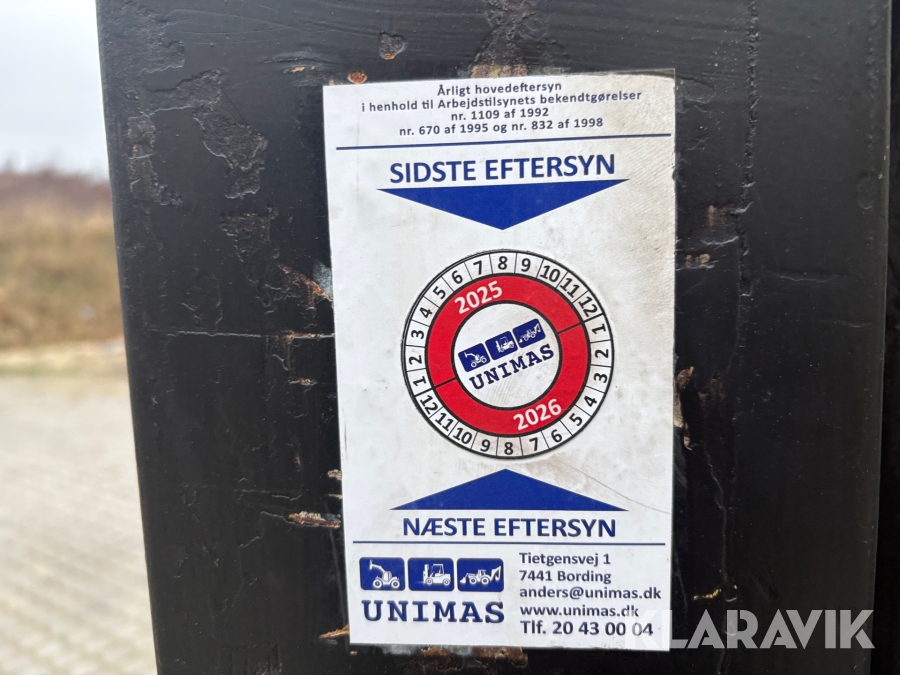 Årligt hovedeftersyn
i henhold til Arbejdstilsynets bekendtgørelser
nr. 1109 af 1992
nr. 670 af 1995 og nr. 832 af 1998
SIDSTE EFTERSYN
1 2 3 4 5 6 7 8 9 10 11 12
2025
UNIMAS
2026
1 2 3 4 5 6 7 8 9 10 11 12
NÆSTE EFTERSYN
UNIMAS
Tietgensvej 1
7441 Bording
anders@unimas.dk
www.unimas.dk
Tlf. 20 43 00 04
KLARAVIK